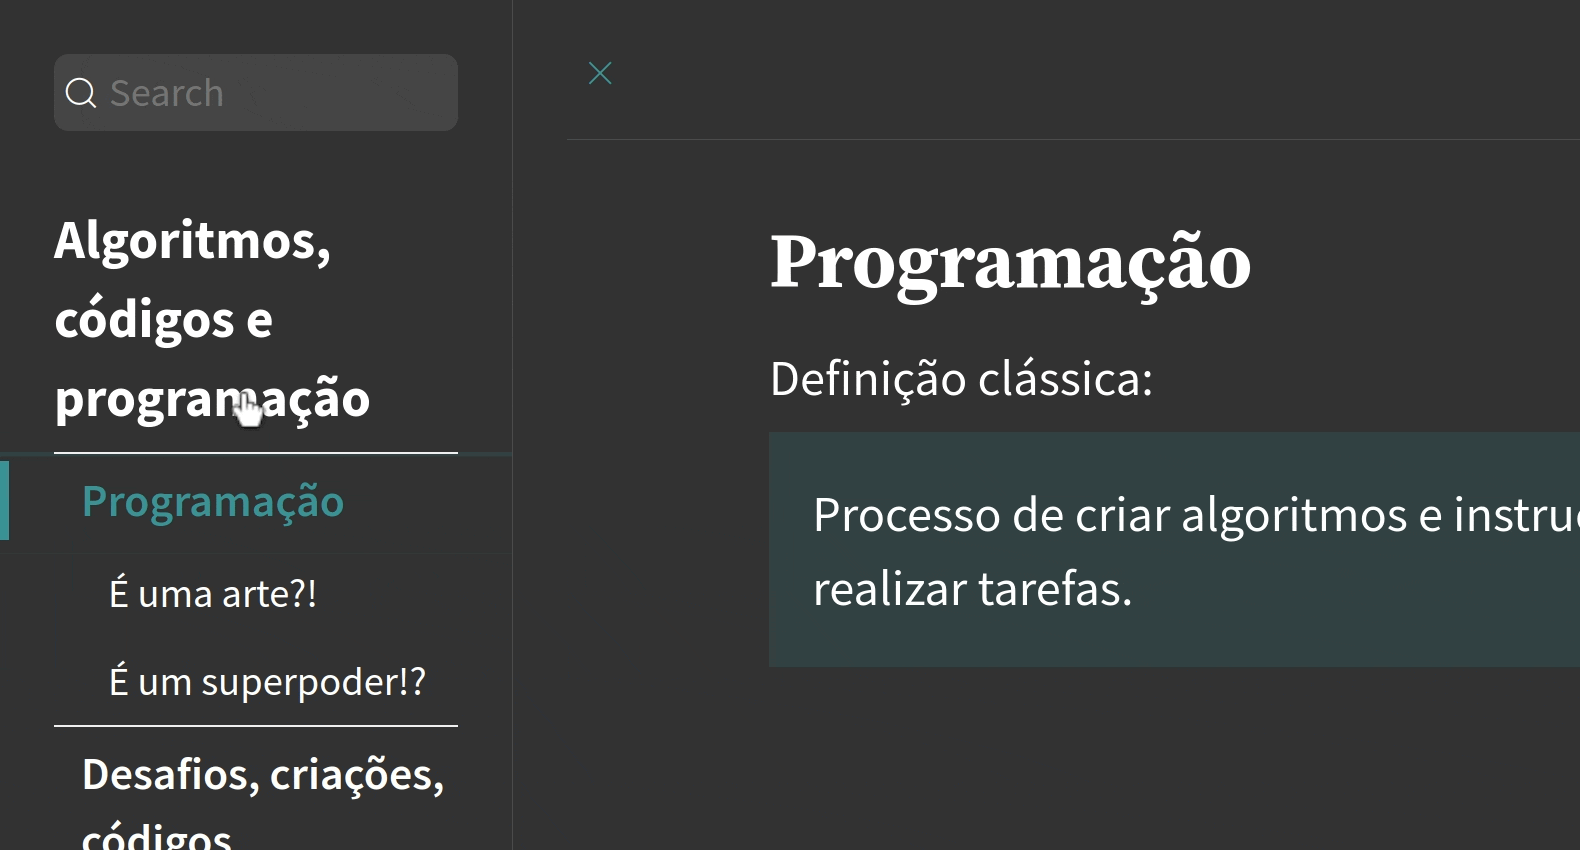 Search
Algoritmos,
códigos e
programação
Programação
É uma arte?!
É um superpoder!?
Desafios, criações,
códigos
Programação
Definição clássica:
Processo de criar algoritmos e
realizar tarefas.